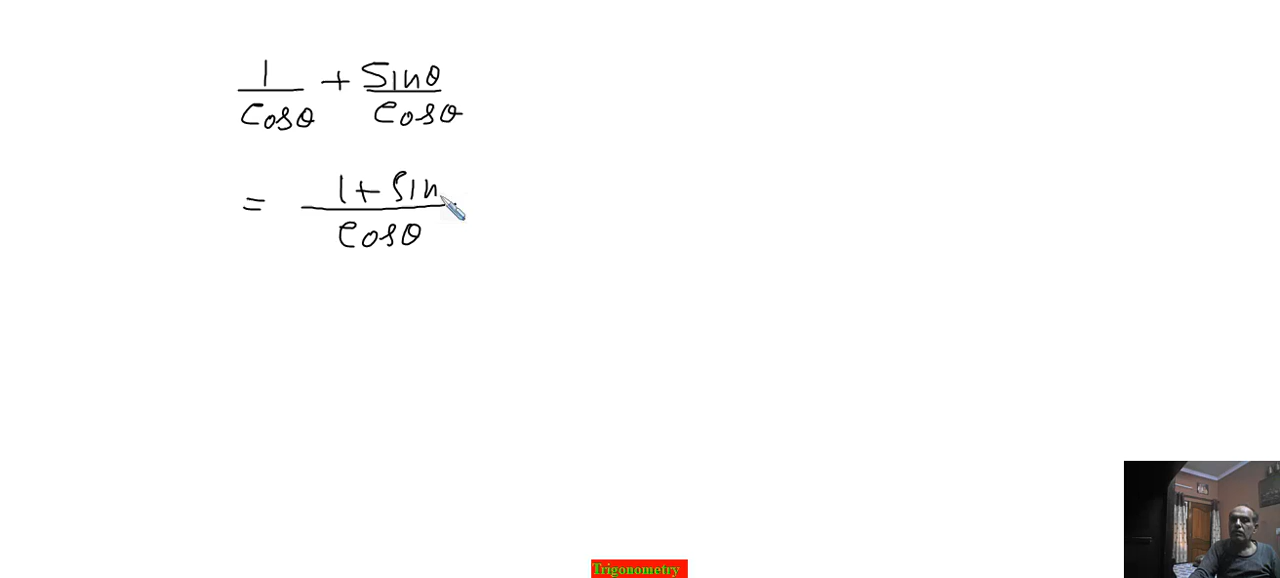 1/Cosθ + Sinθ/Cosθ
= 1 + Sin/Cosθ
Trigonometry